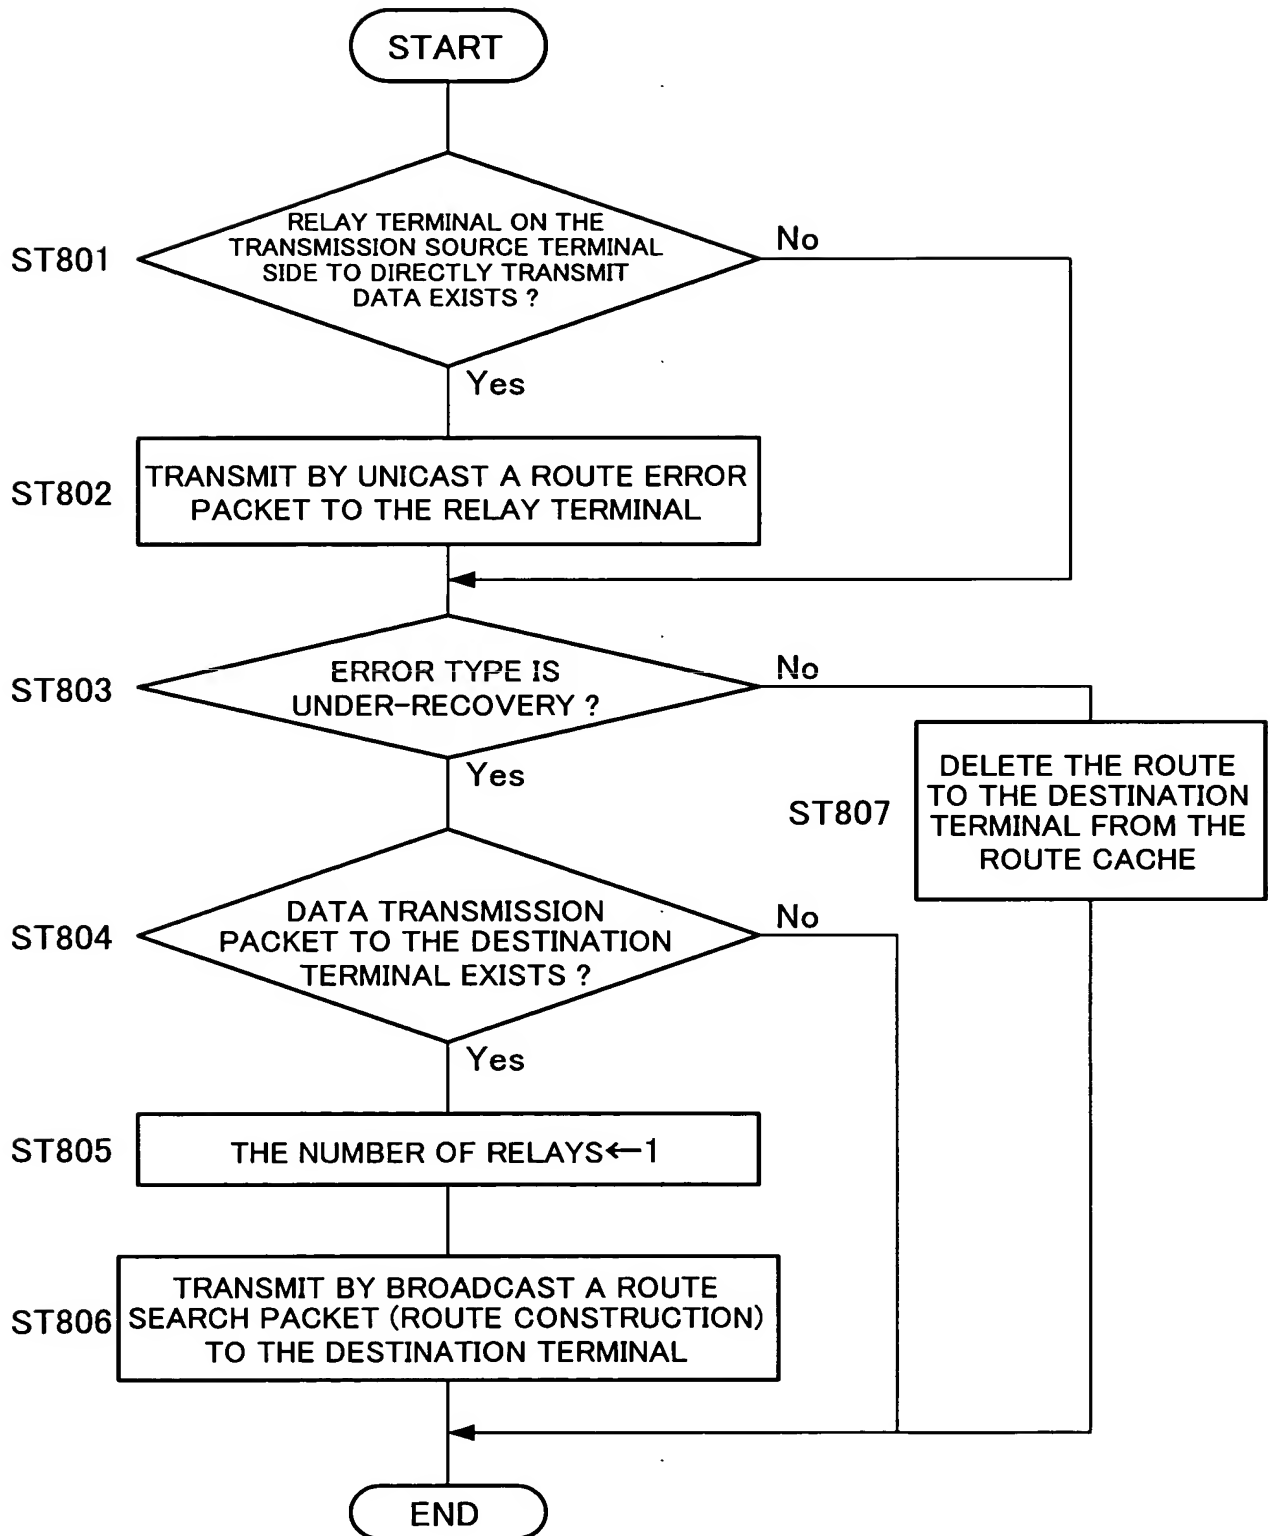 START
ST801
RELAY TERMINAL ON THE
TRANSMISSION SOURCE TERMINAL
SIDE TO DIRECTLY TRANSMIT
DATA EXISTS ?
No
Yes
ST802
TRANSMIT BY UNICAST A ROUTE ERROR
PACKET TO THE RELAY TERMINAL
ST803
ERROR TYPE IS
UNDER-RECOVERY ?
No
Yes
ST807
DELETE THE ROUTE
TO THE DESTINATION
TERMINAL FROM THE
ROUTE CACHE
ST804
DATA TRANSMISSION
PACKET TO THE DESTINATION
TERMINAL EXISTS ?
No
Yes
ST805
THE NUMBER OF RELAYS←1
ST806
TRANSMIT BY BROADCAST A ROUTE
SEARCH PACKET (ROUTE CONSTRUCTION)
TO THE DESTINATION TERMINAL
END